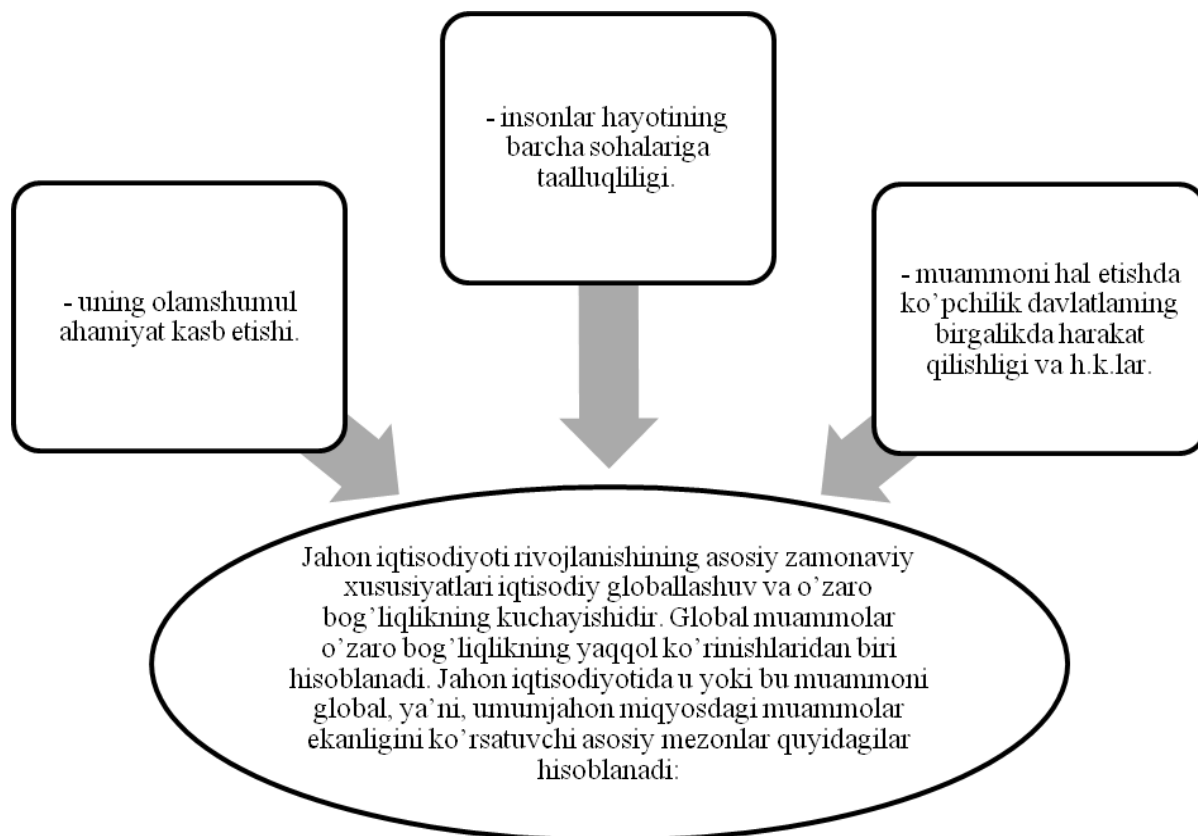 - uning olamshumul
ahamiyat kasb etishi.
- insonlar hayotining
barcha sohalariga
taalluqliligi.
- muammoni hal etishda
ko’pchilik davlatlaming
birgalikda harakat
qilishligi va h.k.lar.
Jahon iqtisodiyoti rivojlanishining asosiy zamonaviy
xususiyatlari iqtisodiy globallashuv va o’zaro
bog’liqlikning kuchayishidir. Global muammolar
o’zaro bog’liqlikning yaqqol ko’rinishlaridan biri
hisoblanadi. Jahon iqtisodiyotida u yoki bu muammoni
global, ya’ni, umumjahon miqyosdagi muammolar
ekanligini ko’rsatuvchi asosiy mezonlar quyidagilar
hisoblanadi: